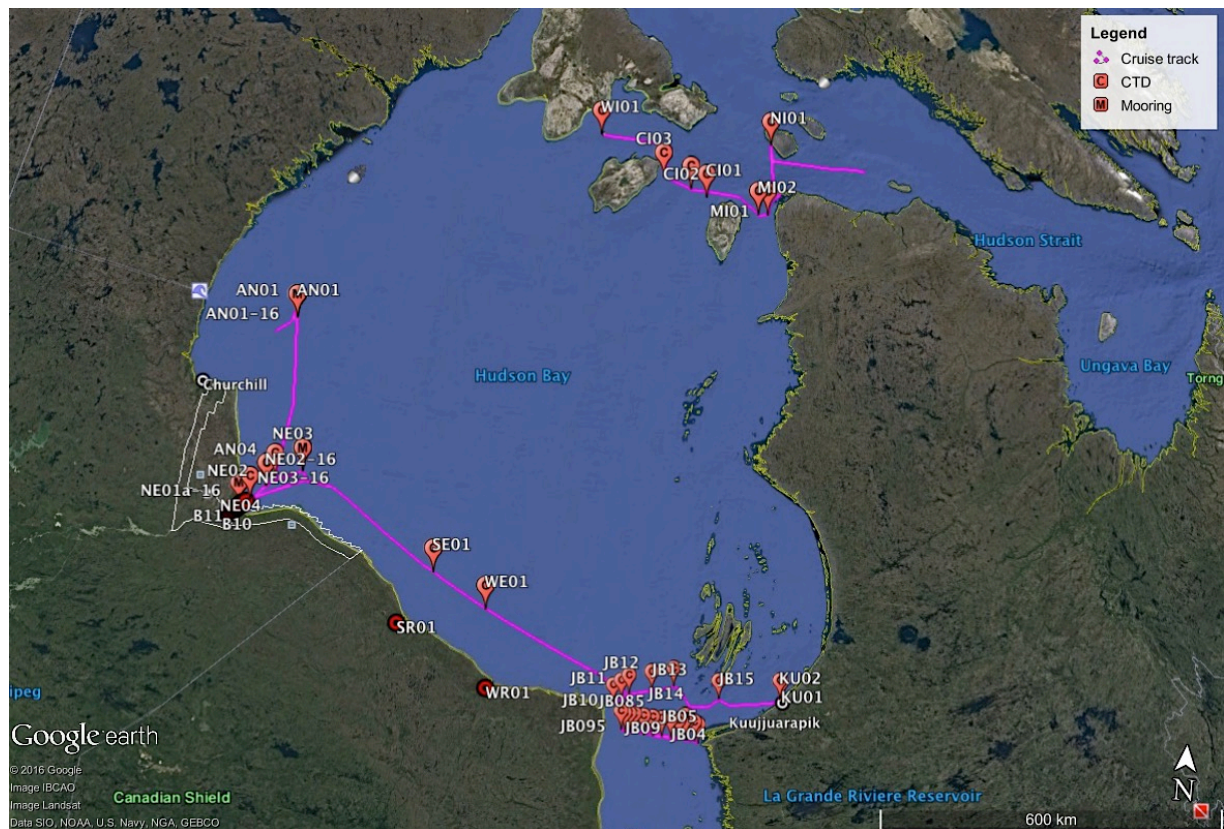 Legend
Cruise track
C CTD
M Mooring
WI01
NI01
CI03
CI02
CI01
MI02
MI01
Hudson Strait
AN01
AN01
AN01-16
Ungava Bay
Hudson Bay
Torng
Churchill
NE03
AN04
NE02-16
NE02
NE03-16
NE01a-16
NE04
B11
B10
SE01
WE01
SR01
JB12
JB13
JB11
JB15
KU02
WR01
JB10
JB085
JB14
KU01
ipeg
JB05
Kuujjuarapik
JB095
JB09
JB04
Google earth
© 2016 Google
Image IBCAO
Image Landsat
Data SIO, NOAA, U.S. Navy, NGA, GEBCO
Canadian Shield
La Grande Riviere Reservoir
N
600 km